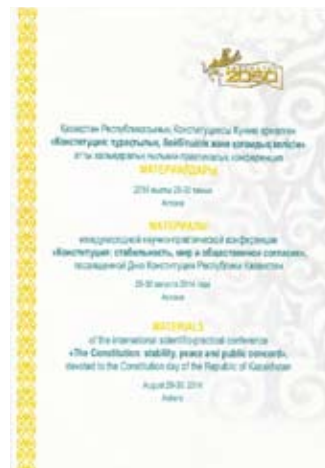 2050
Қазақстан Республикасының Конституциясы Күніне арналған
«Конституция: тұрақтылық, бейбітшілік және қоғамдық келісім»
атты халықаралық ғылыми-практикалық конференция
МАТЕРИАЛДАРЫ
2014 жылғы 29-30 тамыз
Астана
МАТЕРИАЛЫ
международной научно-практической конференции
«Конституция: стабильность, мир и общественное согласие»,
посвященной Дню Конституции Республики Казахстан
29-30 августа 2014 года
Астана
MATERIALS
of the international scientific-practical conference
«The Constitution: stability, peace and public concord»,
devoted to the Constitution day of the Republic of Kazakhstan
August 29-30, 2014
Astana